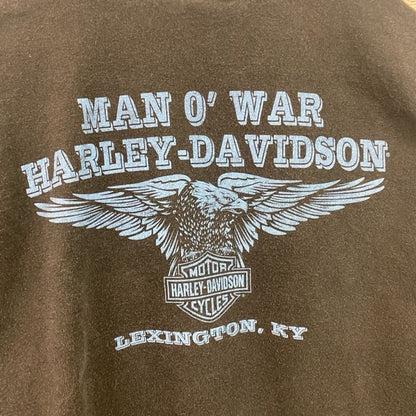 MAN O' WAR
HARLEY-DAVIDSON
MOTOR
HARLEY-DAVIDSON
CYCLES
LEXINGTON, KY